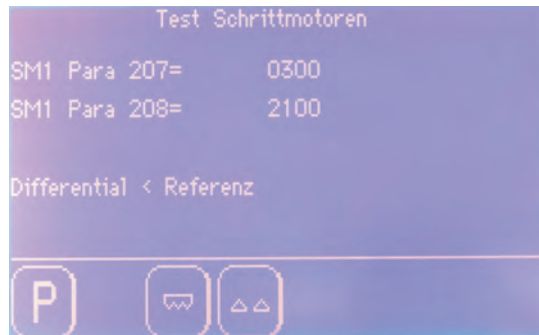 Test Schrittmotoren
SM1 Para 207= 0300
SM1 Para 208= 2100
Differential < Referenz
P